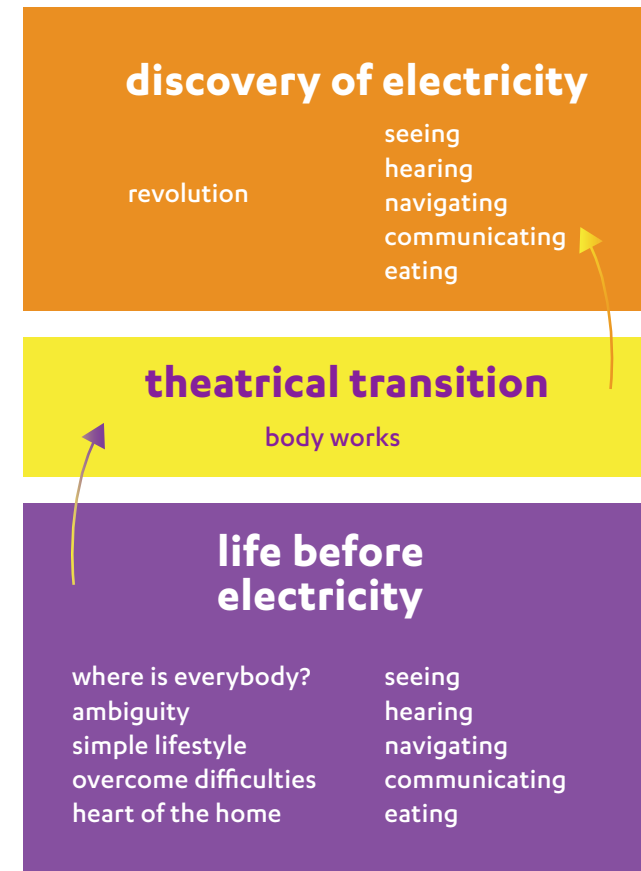 discovery of electricity
revolution
seeing
hearing
navigating
communicating
eating
theatrical transition
body works
life before
electricity
where is everybody?
ambiguity
simple lifestyle
overcome difficulties
heart of the home
seeing
hearing
navigating
communicating
eating